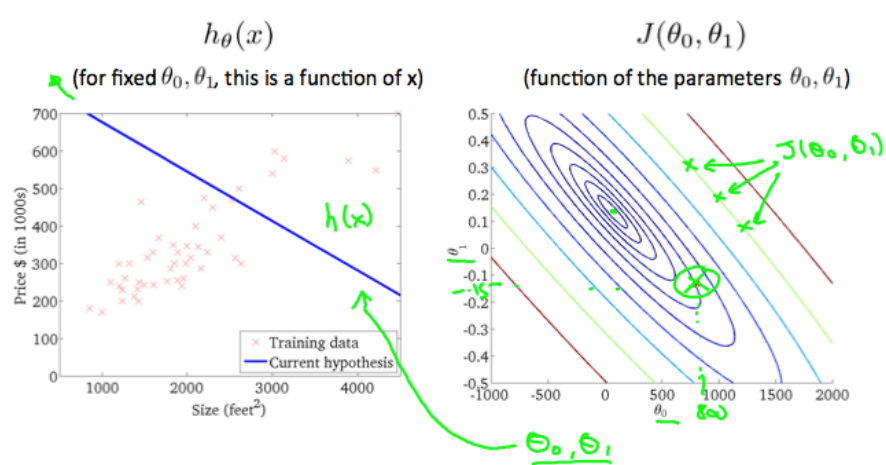 hθ(x)
(for fixed θ₀, θ₁, this is a function of x)
700
600
500
400
300
200
100
0
Price $ (in 1000s)
1000
2000
3000
4000
Size (feet²)
h(x)
Training data
Current hypothesis
J(θ₀, θ₁)
(function of the parameters θ₀, θ₁)
0.5
0.4
0.3
0.2
0.1
0
-0.1
-0.2
-0.3
-0.4
-0.5
θ₁
-.15
J(θ₀, θ₁)
-1000
-500
0
500
1000
1500
2000
θ₀
800
θ₀, θ₁